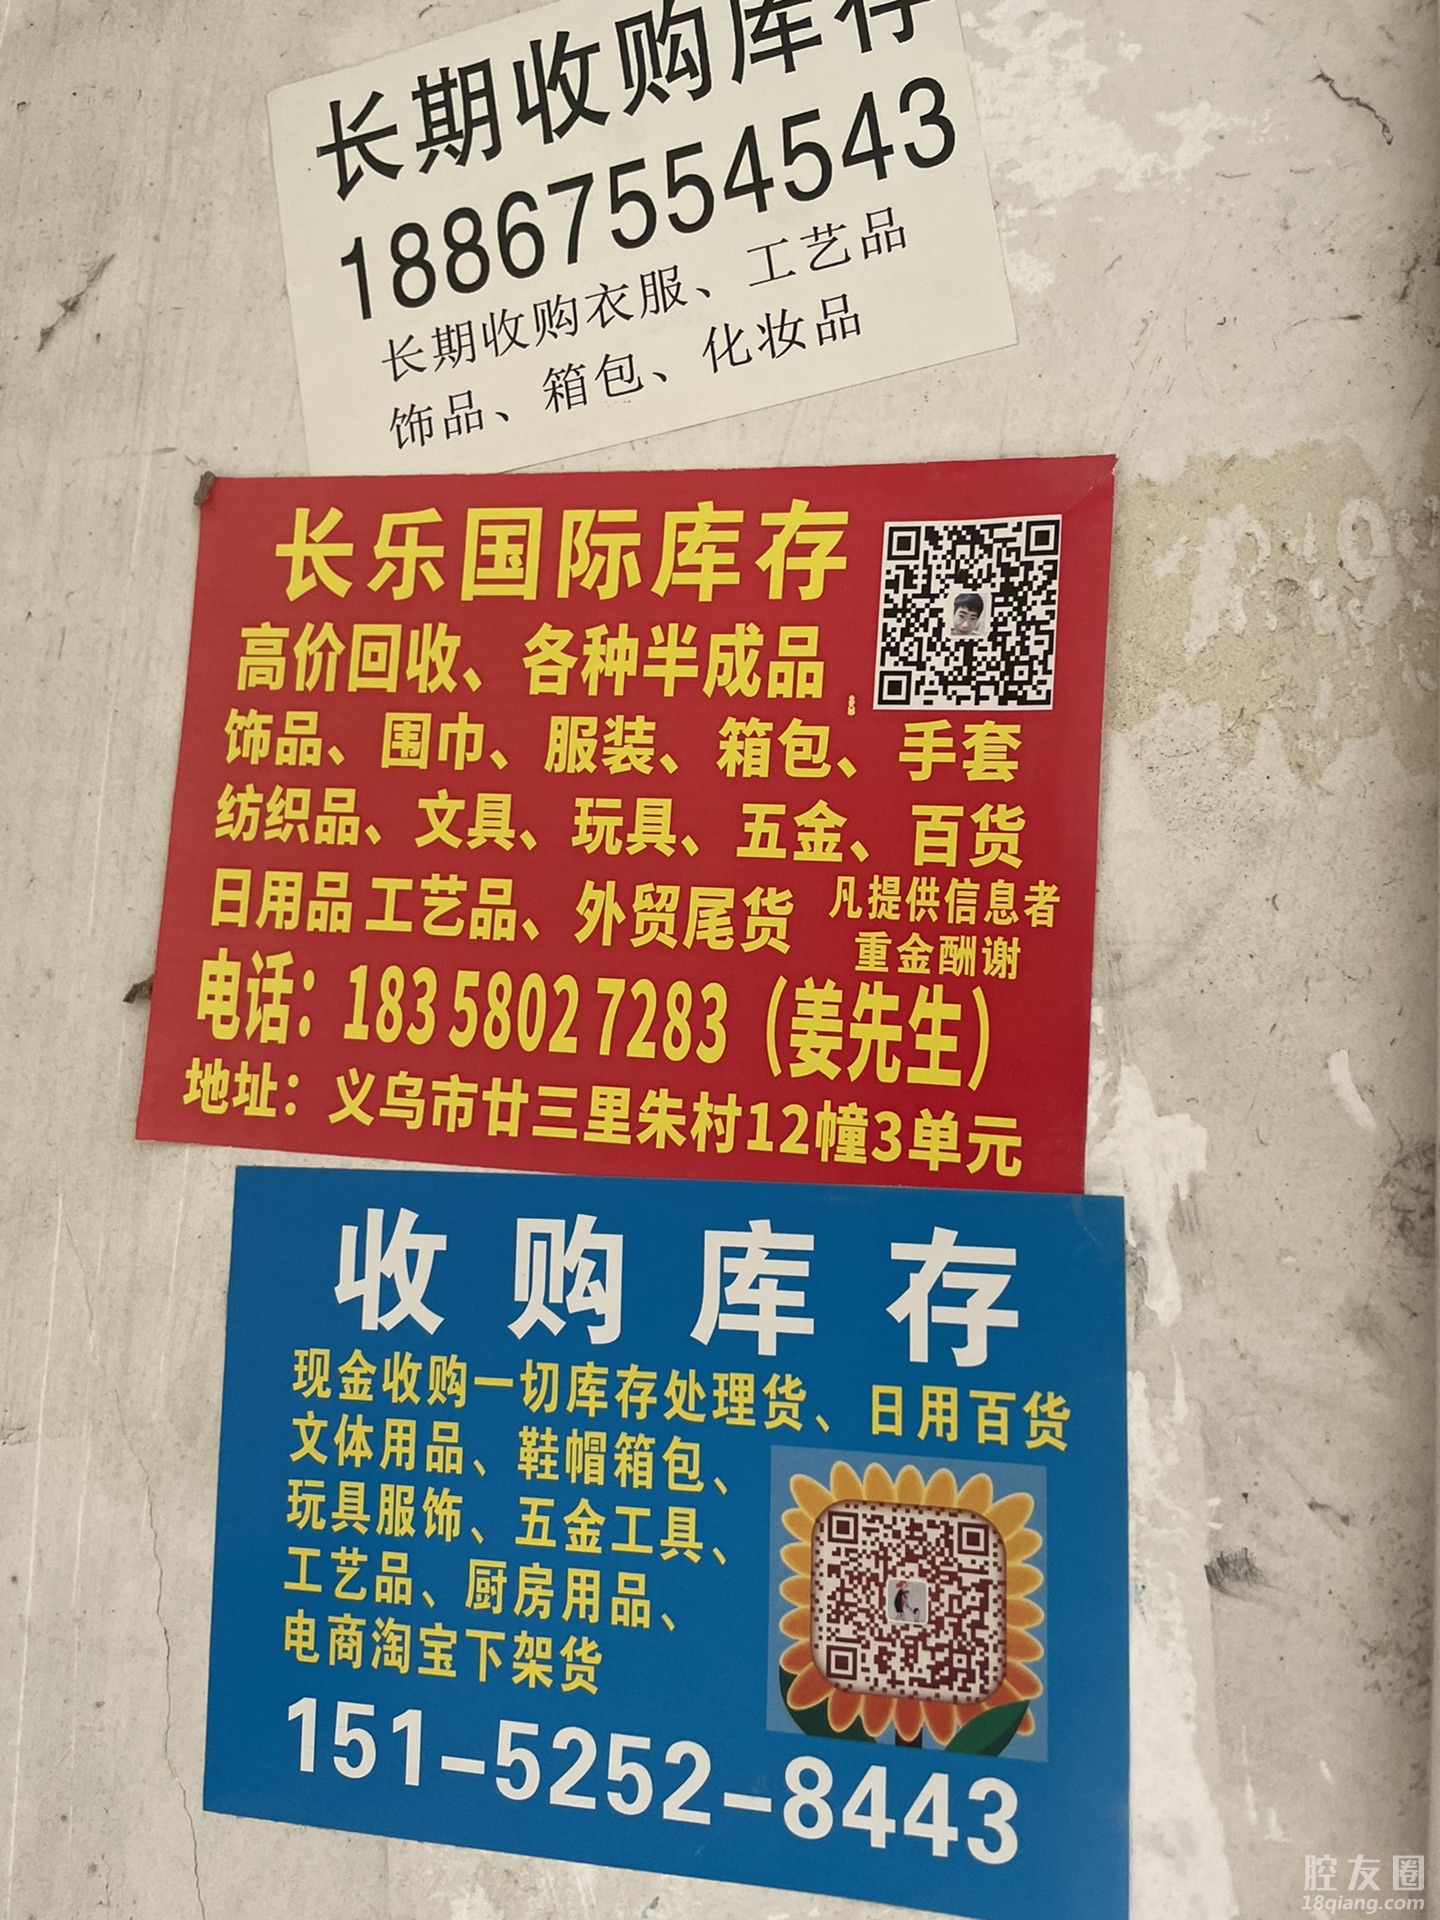 长期收购库存
18867554543
长期收购衣服、工艺品
饰品、箱包、化妆品
长乐国际库存
高价回收、各种半成品
饰品、围巾、服装、箱包、手套
纺织品、文具、玩具、五金、百货
日用品 工艺品、外贸尾货
凡提供信息者
重金酬谢
电话：183 5802 7283（姜先生）
地址：义乌市廿三里朱村12幢3单元
收购库存
现金收购一切库存处理货、日用百货
文体用品、鞋帽箱包、
玩具服饰、五金工具、
工艺品、厨房用品、
电商淘宝下架货
151-5252-8443
腔友圈
18qiang.com